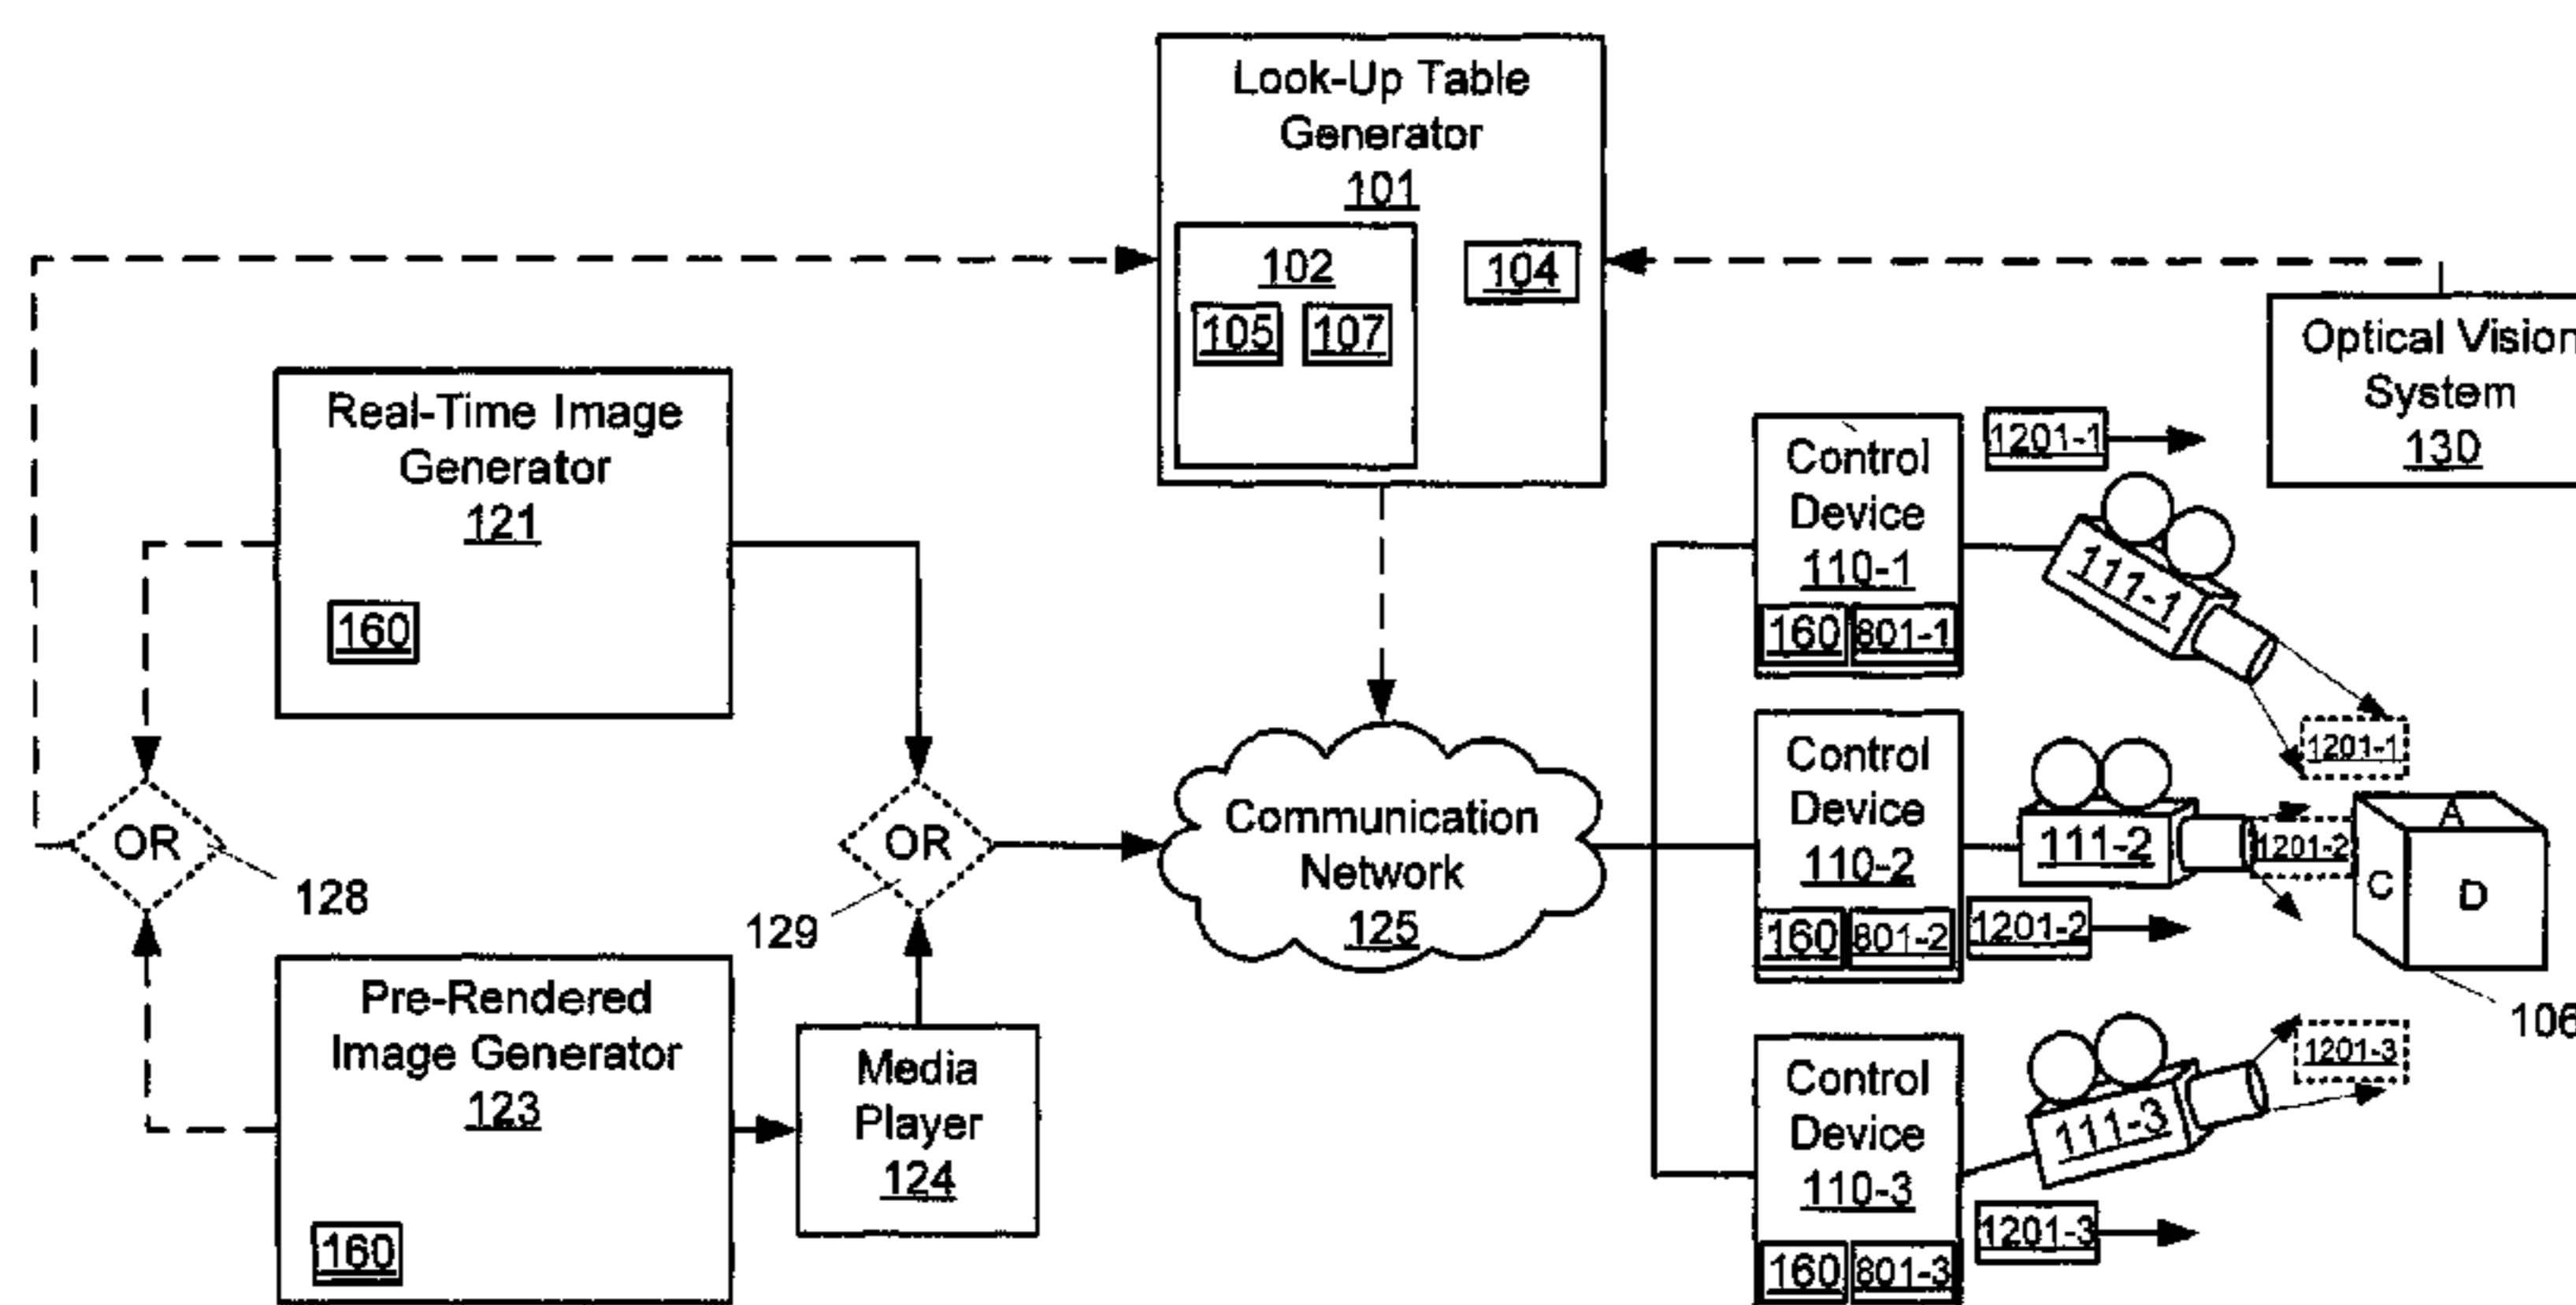 Look-Up Table
Generator
101
102
104
105
107
Real-Time Image
Generator
121
160
Optical Vision
System
130
Control
Device
110-1
160
801-1
1201-1
111-1
1201-1
OR
128
OR
129
Communication
Network
125
Control
Device
110-2
160
801-2
1201-2
111-2
1201-2
A
C
D
106
Pre-Rendered
Image Generator
123
160
Media
Player
124
Control
Device
110-3
160
801-3
1201-3
111-3
1201-3